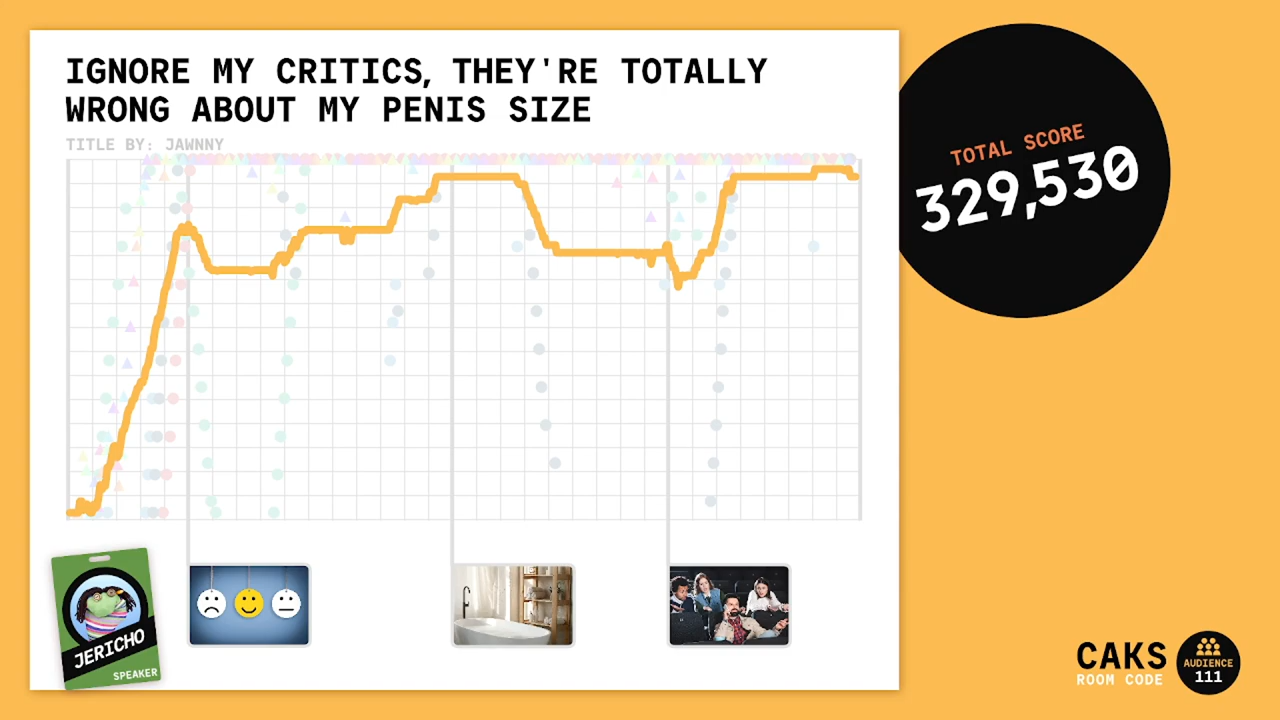 IGNORE MY CRITICS, THEY'RE TOTALLY
WRONG ABOUT MY PENIS SIZE
TITLE BY: JAWNNY
TOTAL SCORE
329,530
JERICHO
SPEAKER
CAKS
ROOM CODE
AUDIENCE
111